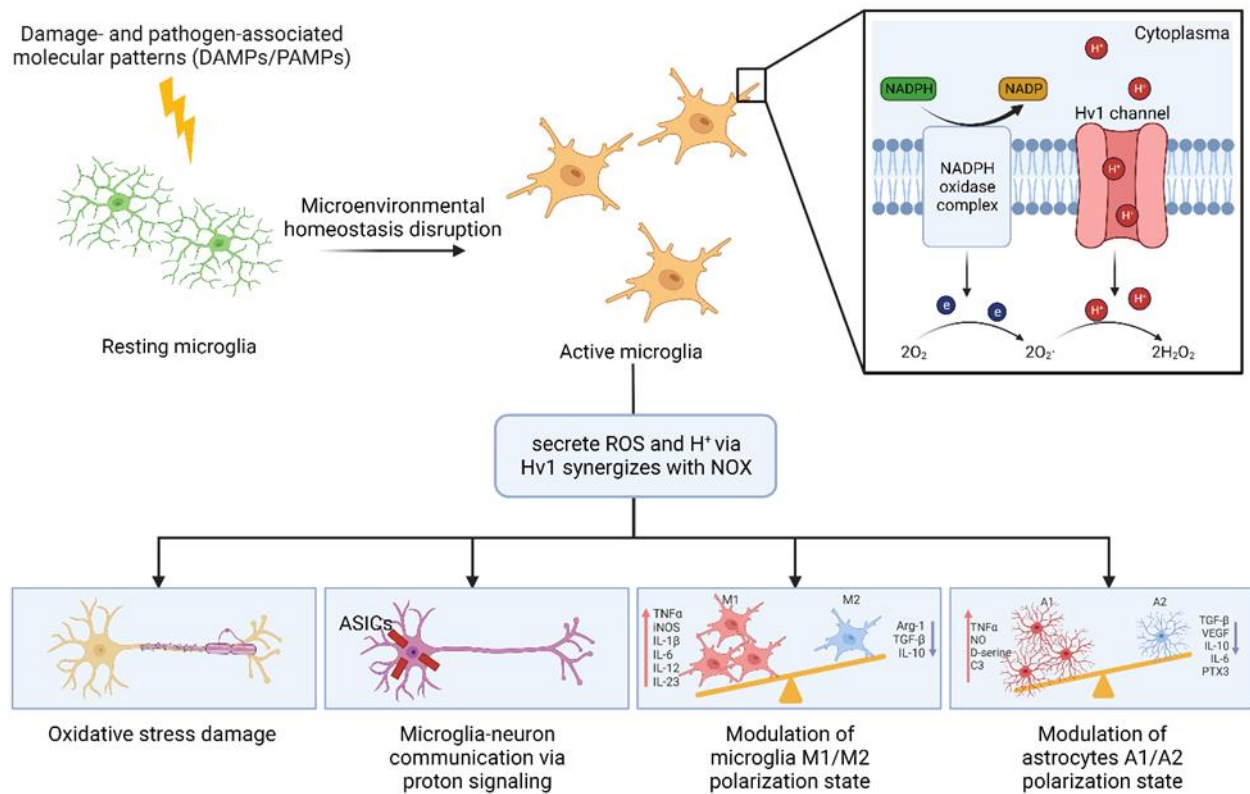 Damage- and pathogen-associated
molecular patterns (DAMPs/PAMPs)
Resting microglia
Microenvironmental
homeostasis disruption
Active microglia
Cytoplasma
H⁺
NADPH
NADP
H⁺
Hv1 channel
NADPH
oxidase
complex
H⁺
H⁺
e
e
H⁺
H⁺
2O₂
2O₂⁻
2H₂O₂
secrete ROS and H⁺ via
Hv1 synergizes with NOX
Oxidative stress damage
ASICs
Microglia-neuron
communication via
proton signaling
TNFα
iNOS
IL-1β
IL-6
IL-12
IL-23
M1
M2
Arg-1
TGF-β
IL-10
Modulation of
microglia M1/M2
polarization state
TNFα
NO
D-serine
C3
A1
A2
TGF-β
VEGF
IL-10
IL-6
PTX3
Modulation of
astrocytes A1/A2
polarization state